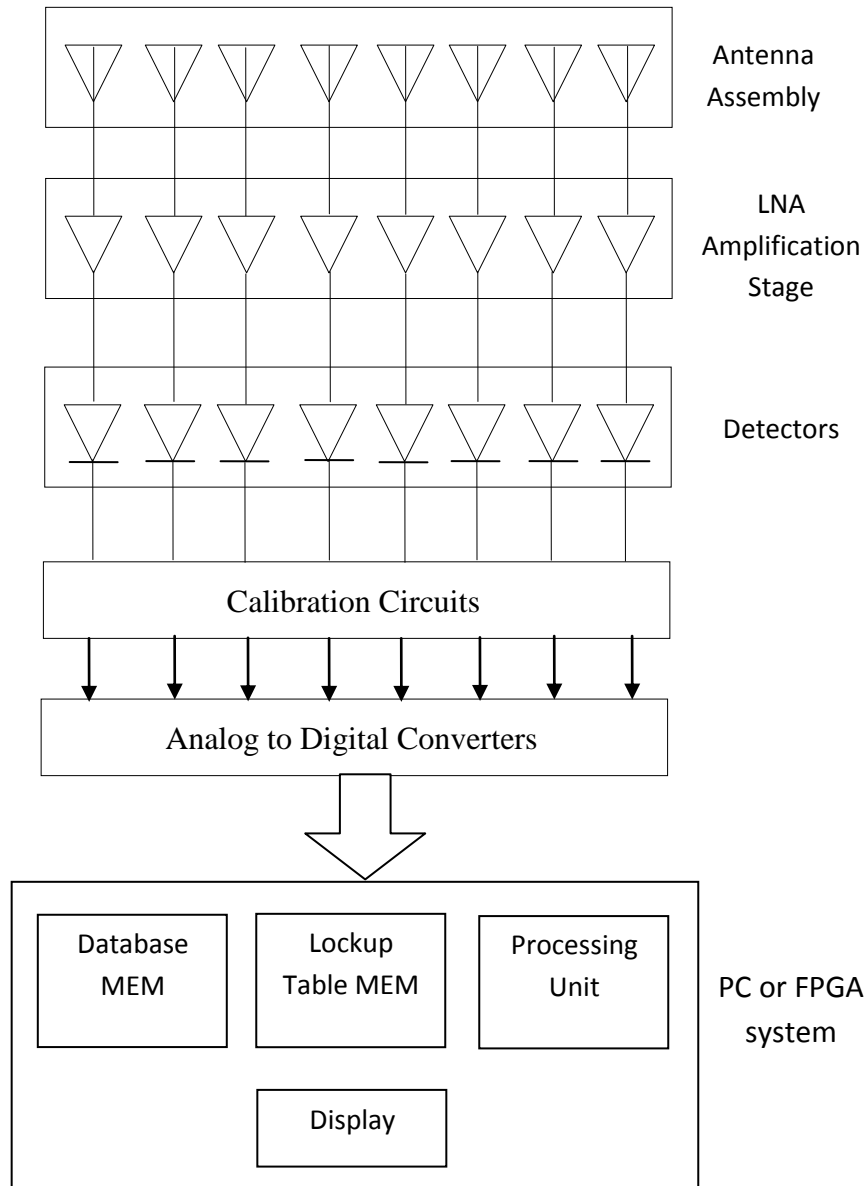 Antenna
Assembly
LNA
Amplification
Stage
Detectors
Calibration Circuits
Analog to Digital Converters
Database
MEM
Lockup
Table MEM
Processing
Unit
PC or FPGA
system
Display